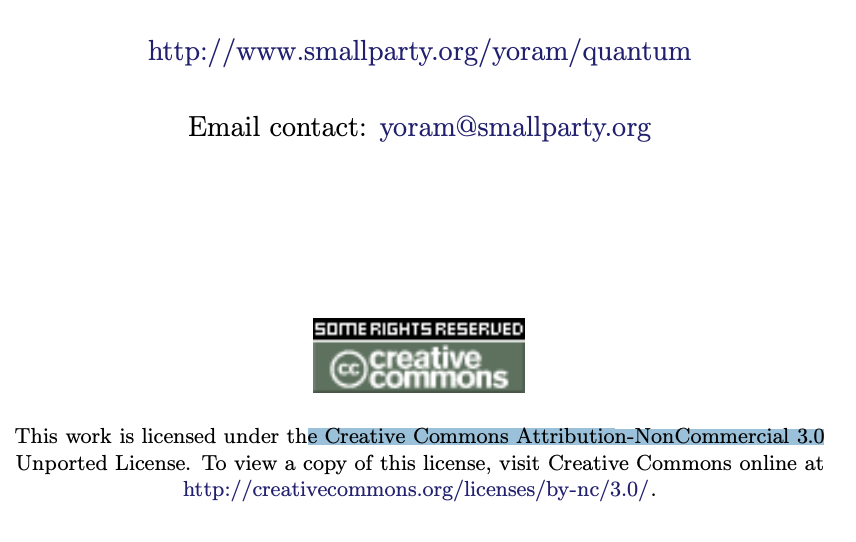 http://www.smallparty.org/yoram/quantum
Email contact: yoram@smallparty.org
SOME RIGHTS RESERVED
cc creative
commons
This work is licensed under the Creative Commons Attribution-NonCommercial 3.0
Unported License. To view a copy of this license, visit Creative Commons online at
http://creativecommons.org/licenses/by-nc/3.0/.